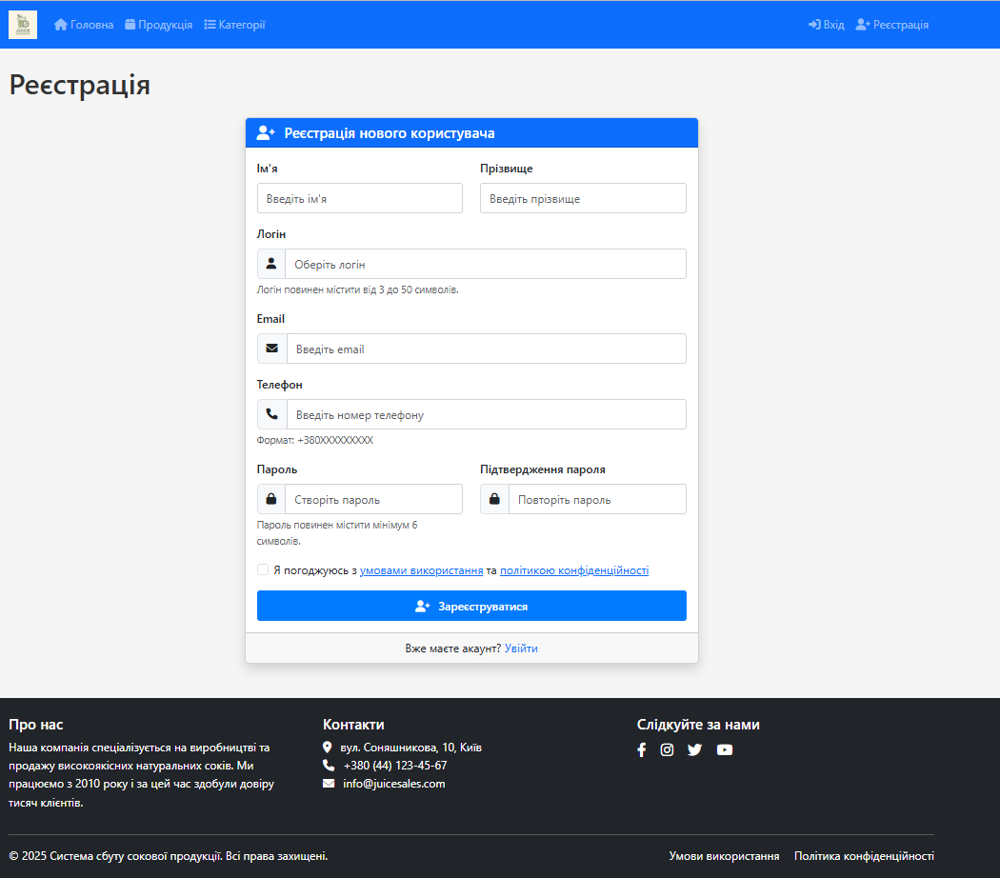 Головна Продукція Категорії Вхід Реєстрація
Реєстрація
Реєстрація нового користувача
Ім'я Прізвище
Введіть ім'я Введіть прізвище
Логін
Оберіть логін
Логін повинен містити від 3 до 50 символів.
Email
Введіть email
Телефон
Введіть номер телефону
Формат: +380XXXXXXXXX
Пароль Підтвердження пароля
Створіть пароль Повторіть пароль
Пароль повинен містити мінімум 6
символів.
Я погоджуюсь з умовами використання та політикою конфіденційності
Зареєструватися
Вже маєте акаунт? Увійти
Про нас
Наша компанія спеціалізується на виробництві та
продажу високоякісних натуральних соків. Ми
працюємо з 2010 року і за цей час здобули довіру
тисяч клієнтів.
Контакти
вул. Соняшникова, 10, Київ
+380 (44) 123-45-67
info@juicesales.com
Слідкуйте за нами
© 2025 Система сбуту сокової продукції. Всі права захищені.
Умови використання Політика конфіденційності